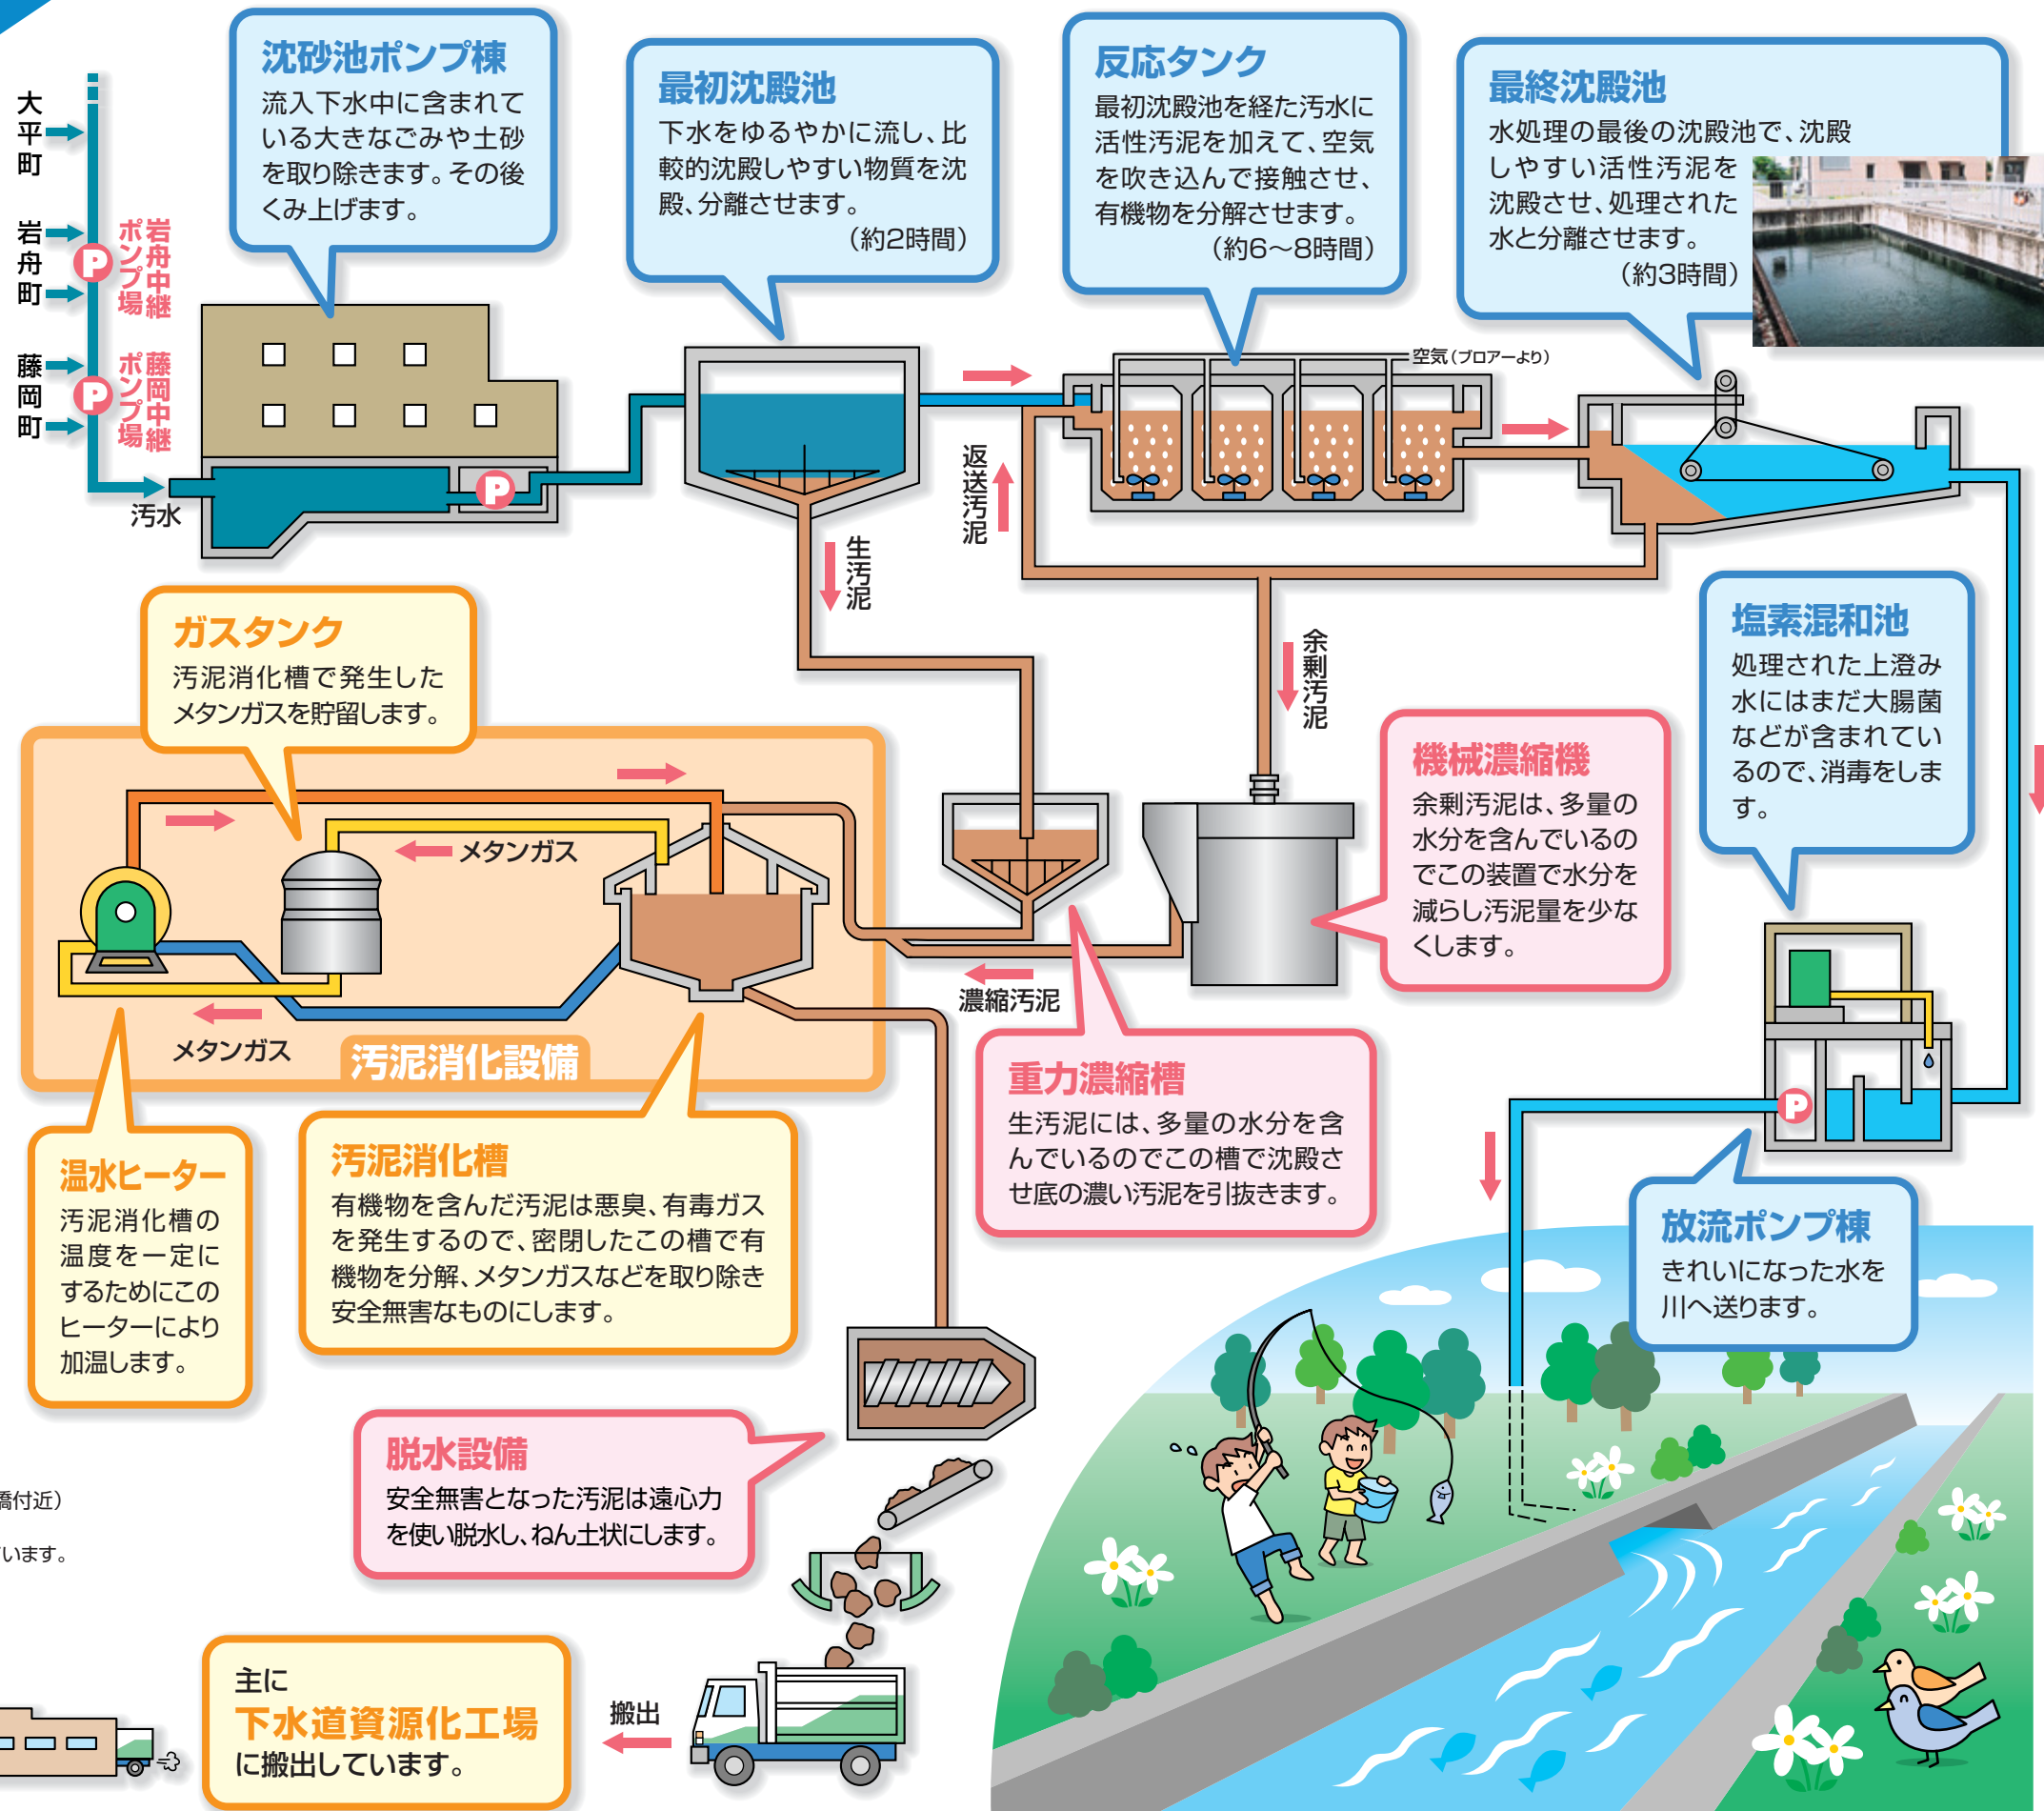 大平町
岩舟町
藤岡町
岩舟中継
ポンプ場
藤岡中継
ポンプ場
汚水
沈砂池ポンプ棟
流入下水中に含まれて
いる大きなごみや土砂
を取り除きます。その後
くみ上げます。
最初沈殿池
下水をゆるやかに流し、比
較的沈殿しやすい物質を沈
殿、分離させます。
（約2時間）
反応タンク
最初沈殿池を経た汚水に
活性汚泥を加えて、空気
を吹き込んで接触させ、
有機物を分解させます。
（約6〜8時間）
最終沈殿池
水処理の最後の沈殿池で、沈殿
しやすい活性汚泥を
沈殿させ、処理された
水と分離させます。
（約3時間）
空気（ブロアーより）
P
P
P
返送汚泥
生汚泥
余剰汚泥
ガスタンク
汚泥消化槽で発生した
メタンガスを貯留します。
機械濃縮機
余剰汚泥は、多量の
水分を含んでいるの
でこの装置で水分を
減らし汚泥量を少な
くします。
塩素混和池
処理された上澄み
水にはまだ大腸菌
などが含まれてい
るので、消毒をしま
す。
メタンガス
メタンガス
汚泥消化設備
濃縮汚泥
重力濃縮槽
生汚泥には、多量の水分を含
んでいるのでこの槽で沈殿さ
せ底の濃い汚泥を引抜きます。
P
温水ヒーター
汚泥消化槽の
温度を一定に
するためにこの
ヒーターにより
加温します。
汚泥消化槽
有機物を含んだ汚泥は悪臭、有毒ガス
を発生するので、密閉したこの槽で有
機物を分解、メタンガスなどを取り除き
安全無害なものにします。
放流ポンプ棟
きれいになった水を
川へ送ります。
脱水設備
安全無害となった汚泥は遠心力
を使い脱水し、ねん土状にします。
橋付近）
います。
主に
下水道資源化工場
に搬出しています。
搬出